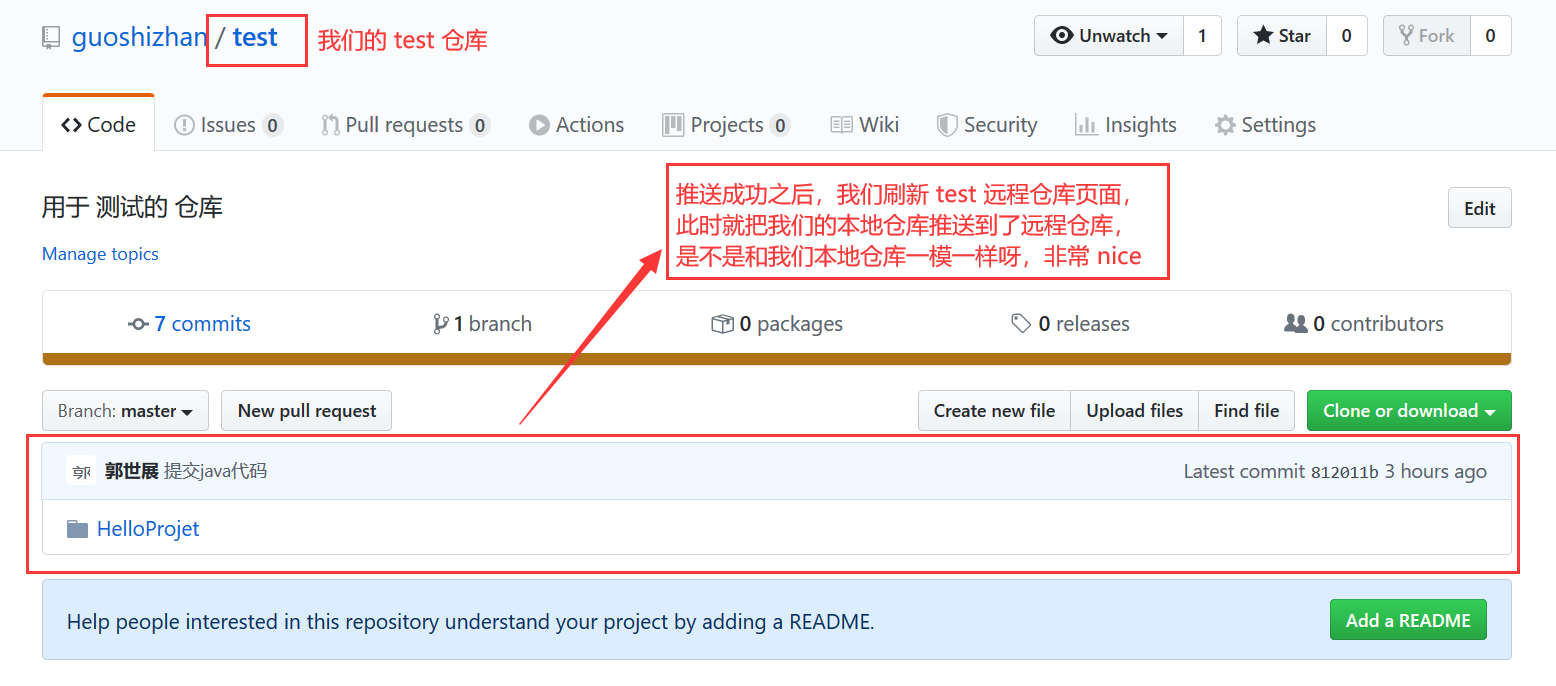 guoshizhan / test 我们的 test 仓库 Unwatch 1 Star 0 Fork 0
Code Issues 0 Pull requests 0 Actions Projects 0 Wiki Security Insights Settings
推送成功之后，我们刷新 test 远程仓库页面，
此时就把我们的本地仓库推送到了远程仓库，
是不是和我们本地仓库一模一样呀，非常 nice
用于 测试的 仓库 Edit
Manage topics
7 commits 1 branch 0 packages 0 releases 0 contributors
Branch: master New pull request Create new file Upload files Find file Clone or download
郭 郭世展 提交java代码 Latest commit 812011b 3 hours ago
HelloProjet
Help people interested in this repository understand your project by adding a README. Add a README